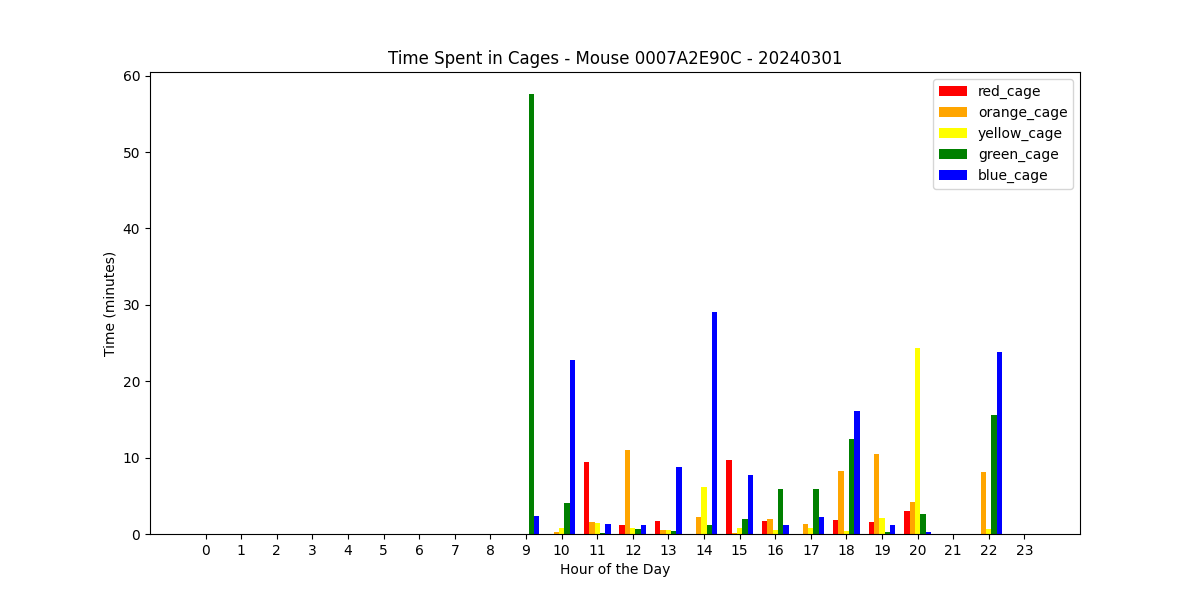 Time Spent in Cages - Mouse 0007A2E90C - 20240301
60
50
40
30
20
10
0
Time (minutes)
red_cage
orange_cage
yellow_cage
green_cage
blue_cage
0 1 2 3 4 5 6 7 8 9 10 11 12 13 14 15 16 17 18 19 20 21 22 23
Hour of the Day